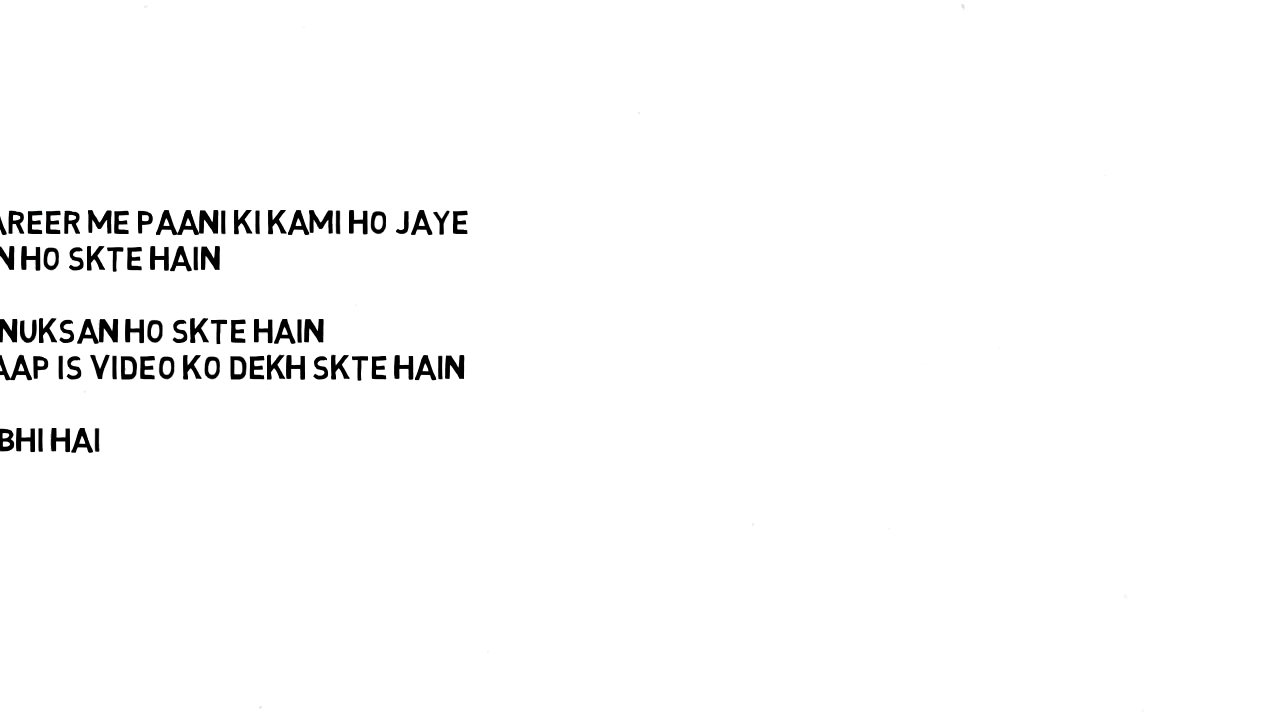 AREER ME PAANI KI KAMI HO JAYE
N HO SKTE HAIN
NUKSAN HO SKTE HAIN
AAP IS VIDEO KO DEKH SKTE HAIN
BHI HAI